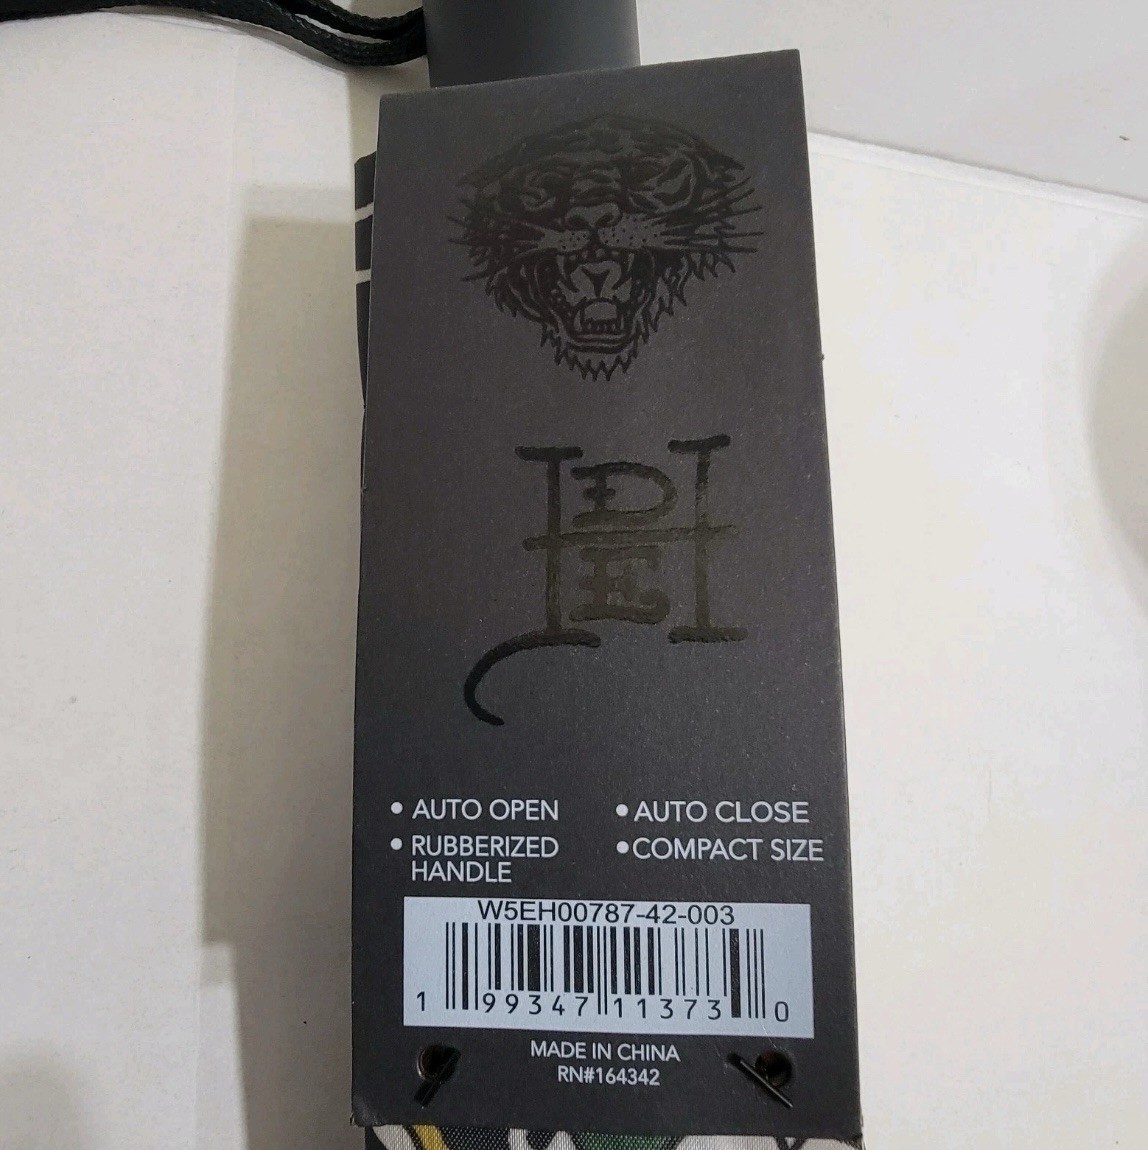 H
D
E
• AUTO OPEN
• AUTO CLOSE
• RUBBERIZED
HANDLE
• COMPACT SIZE
W5EH00787-42-003
1 99347 11373 0
MADE IN CHINA
RN#164342